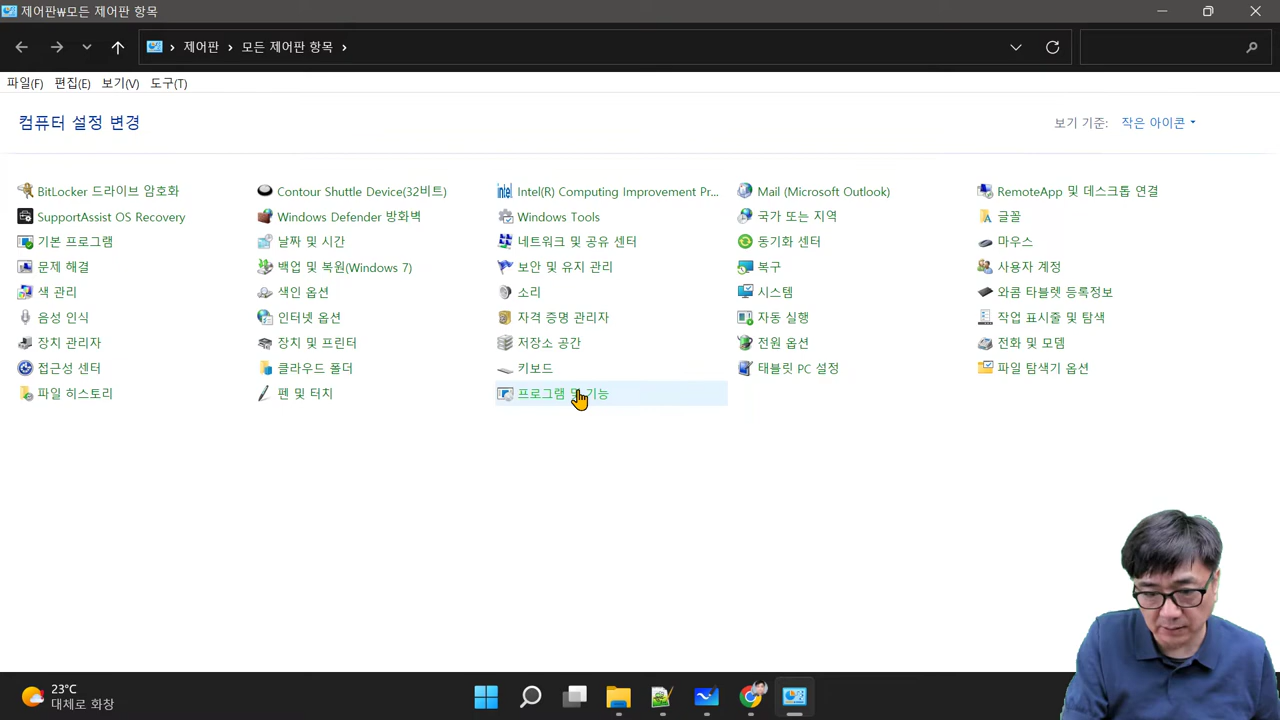 제어판₩모든 제어판 항목
제어판 모든 제어판 항목
파일(F) 편집(E) 보기(V) 도구(T)
컴퓨터 설정 변경
보기 기준: 작은 아이콘
BitLocker 드라이브 암호화
Contour Shuttle Device(32비트)
Intel(R) Computing Improvement Pr...
Mail (Microsoft Outlook)
RemoteApp 및 데스크톱 연결
SupportAssist OS Recovery
Windows Defender 방화벽
Windows Tools
국가 또는 지역
글꼴
기본 프로그램
날짜 및 시간
네트워크 및 공유 센터
동기화 센터
마우스
문제 해결
백업 및 복원(Windows 7)
보안 및 유지 관리
복구
사용자 계정
색 관리
색인 옵션
소리
시스템
와콤 타블렛 등록정보
음성 인식
인터넷 옵션
자격 증명 관리자
자동 실행
작업 표시줄 및 탐색
장치 관리자
장치 및 프린터
저장소 공간
전원 옵션
전화 및 모뎀
접근성 센터
클라우드 폴더
키보드
태블릿 PC 설정
파일 탐색기 옵션
파일 히스토리
펜 및 터치
프로그램 및 기능
23°C
대체로 화창